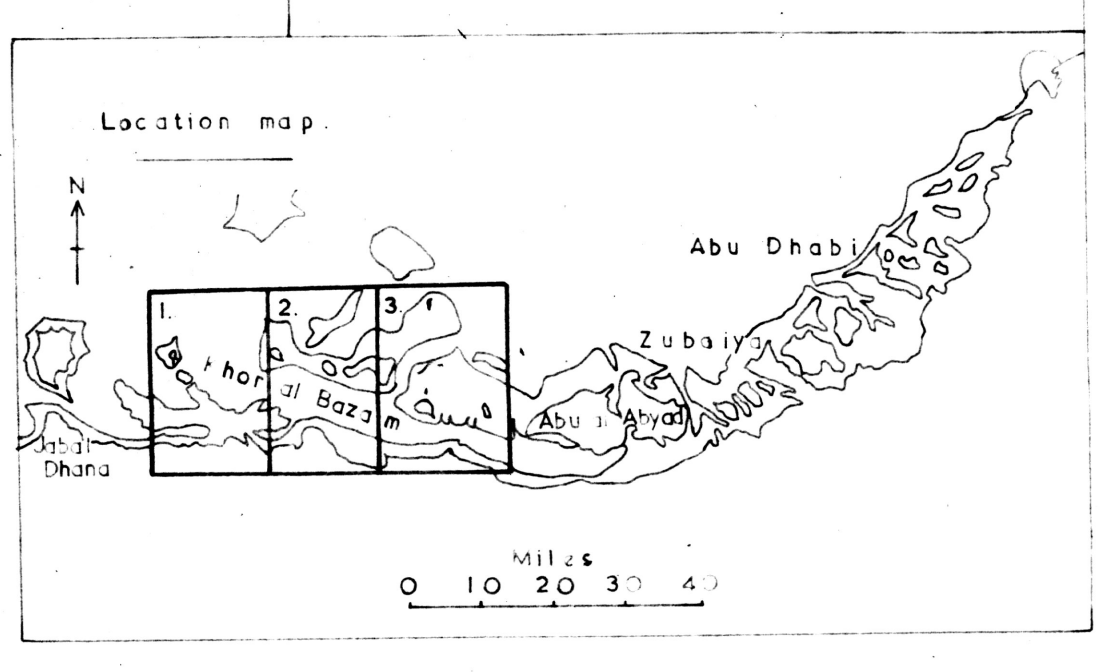 Location map.
N
Abu Dhabi
1.
2.
3.
Zubaiya
Khor al Bazam
Abu al Abyad
Jabal
Dhana
Miles
0 10 20 30 40